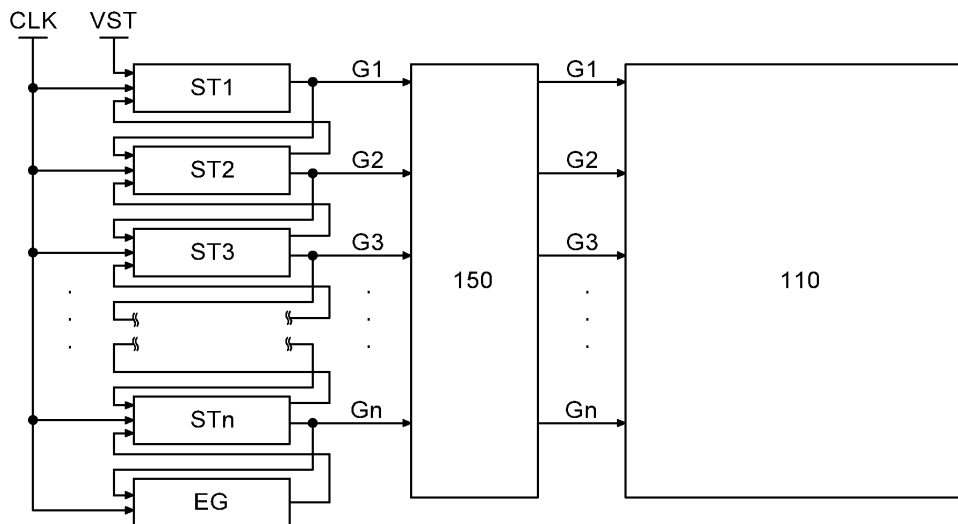 CLK VST
ST1 G1 G1
ST2 G2 G2
ST3 G3 G3
150 110
STn Gn Gn
EG